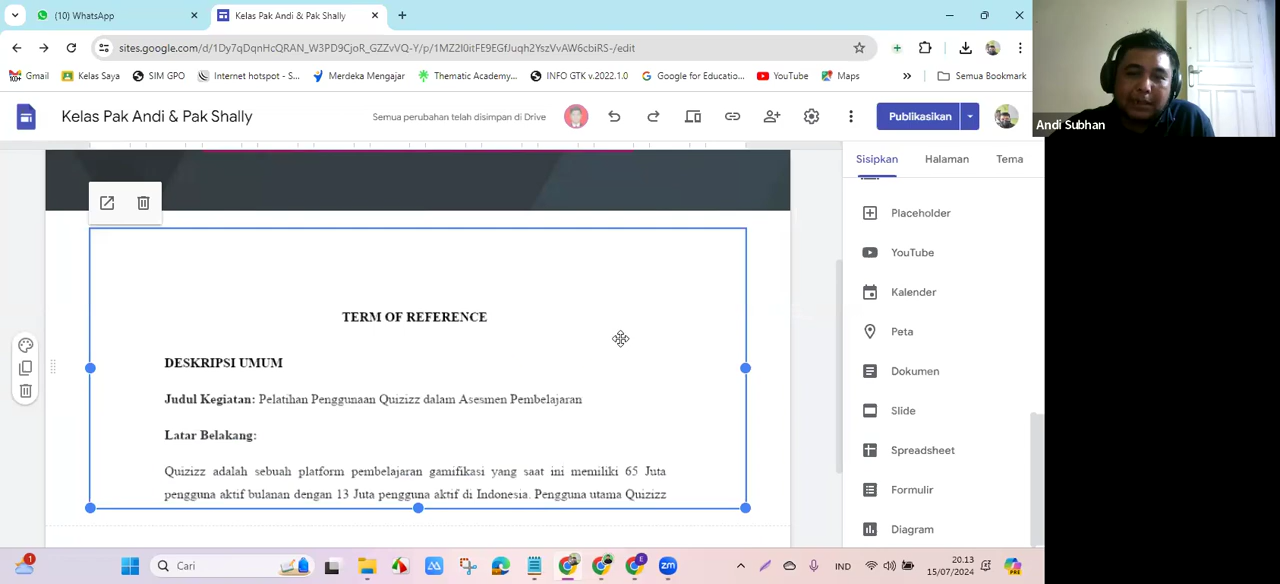 (10) WhatsApp
Kelas Pak Andi & Pak Shally
sites.google.com/d/1Dy7qDqnHcQRAN_W3PD9CjoR_GZZvVQ-Y/p/1MZ2I0itFE9EGfJuqh2YszVvAW6cbiRS-/edit
Gmail
Kelas Saya
SIM GPO
Internet hotspot - S...
Merdeka Mengajar
Thematic Academy...
INFO GTK v.2022.1.0
Google for Educatio...
YouTube
Maps
Semua Bookmark
Kelas Pak Andi & Pak Shally
Semua perubahan telah disimpan di Drive
Publikasikan
Andi Subhan
Sisipkan
Halaman
Tema
Placeholder
YouTube
Kalender
Peta
Dokumen
Slide
Spreadsheet
Formulir
Diagram
TERM OF REFERENCE
DESKRIPSI UMUM
Judul Kegiatan: Pelatihan Penggunaan Quizizz dalam Asesmen Pembelajaran
Latar Belakang:
Quizizz adalah sebuah platform pembelajaran gamifikasi yang saat ini memiliki 65 Juta
pengguna aktif bulanan dengan 13 Juta pengguna aktif di Indonesia. Pengguna utama Quizizz
1
Cari
IND
20.13
15/07/2024
PRE